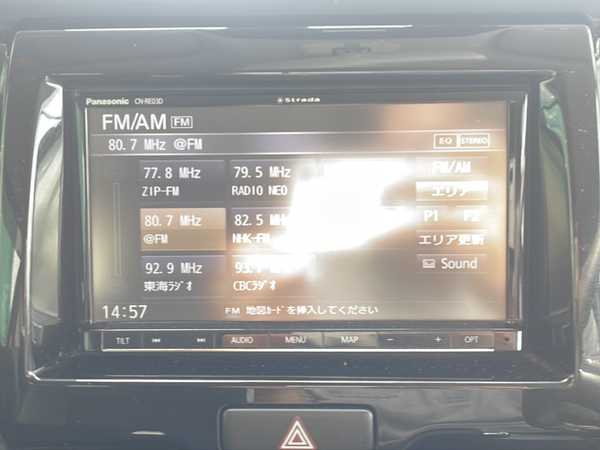 Panasonic CN-RE03D Strada
FM/AM FM
80.7 MHz @FM EQ STEREO
77.8 MHz 79.5 MHz FM/AM
ZIP-FM RADIO NEO エリア
80.7 MHz 82.5 MHz P1 P2
@FM NHK-FM エリア更新
92.9 MHz MHz Sound
東海ラジオ CBCラジオ
14:57 FM 地図カードを挿入してください
TILT AUDIO MENU MAP - + OPT